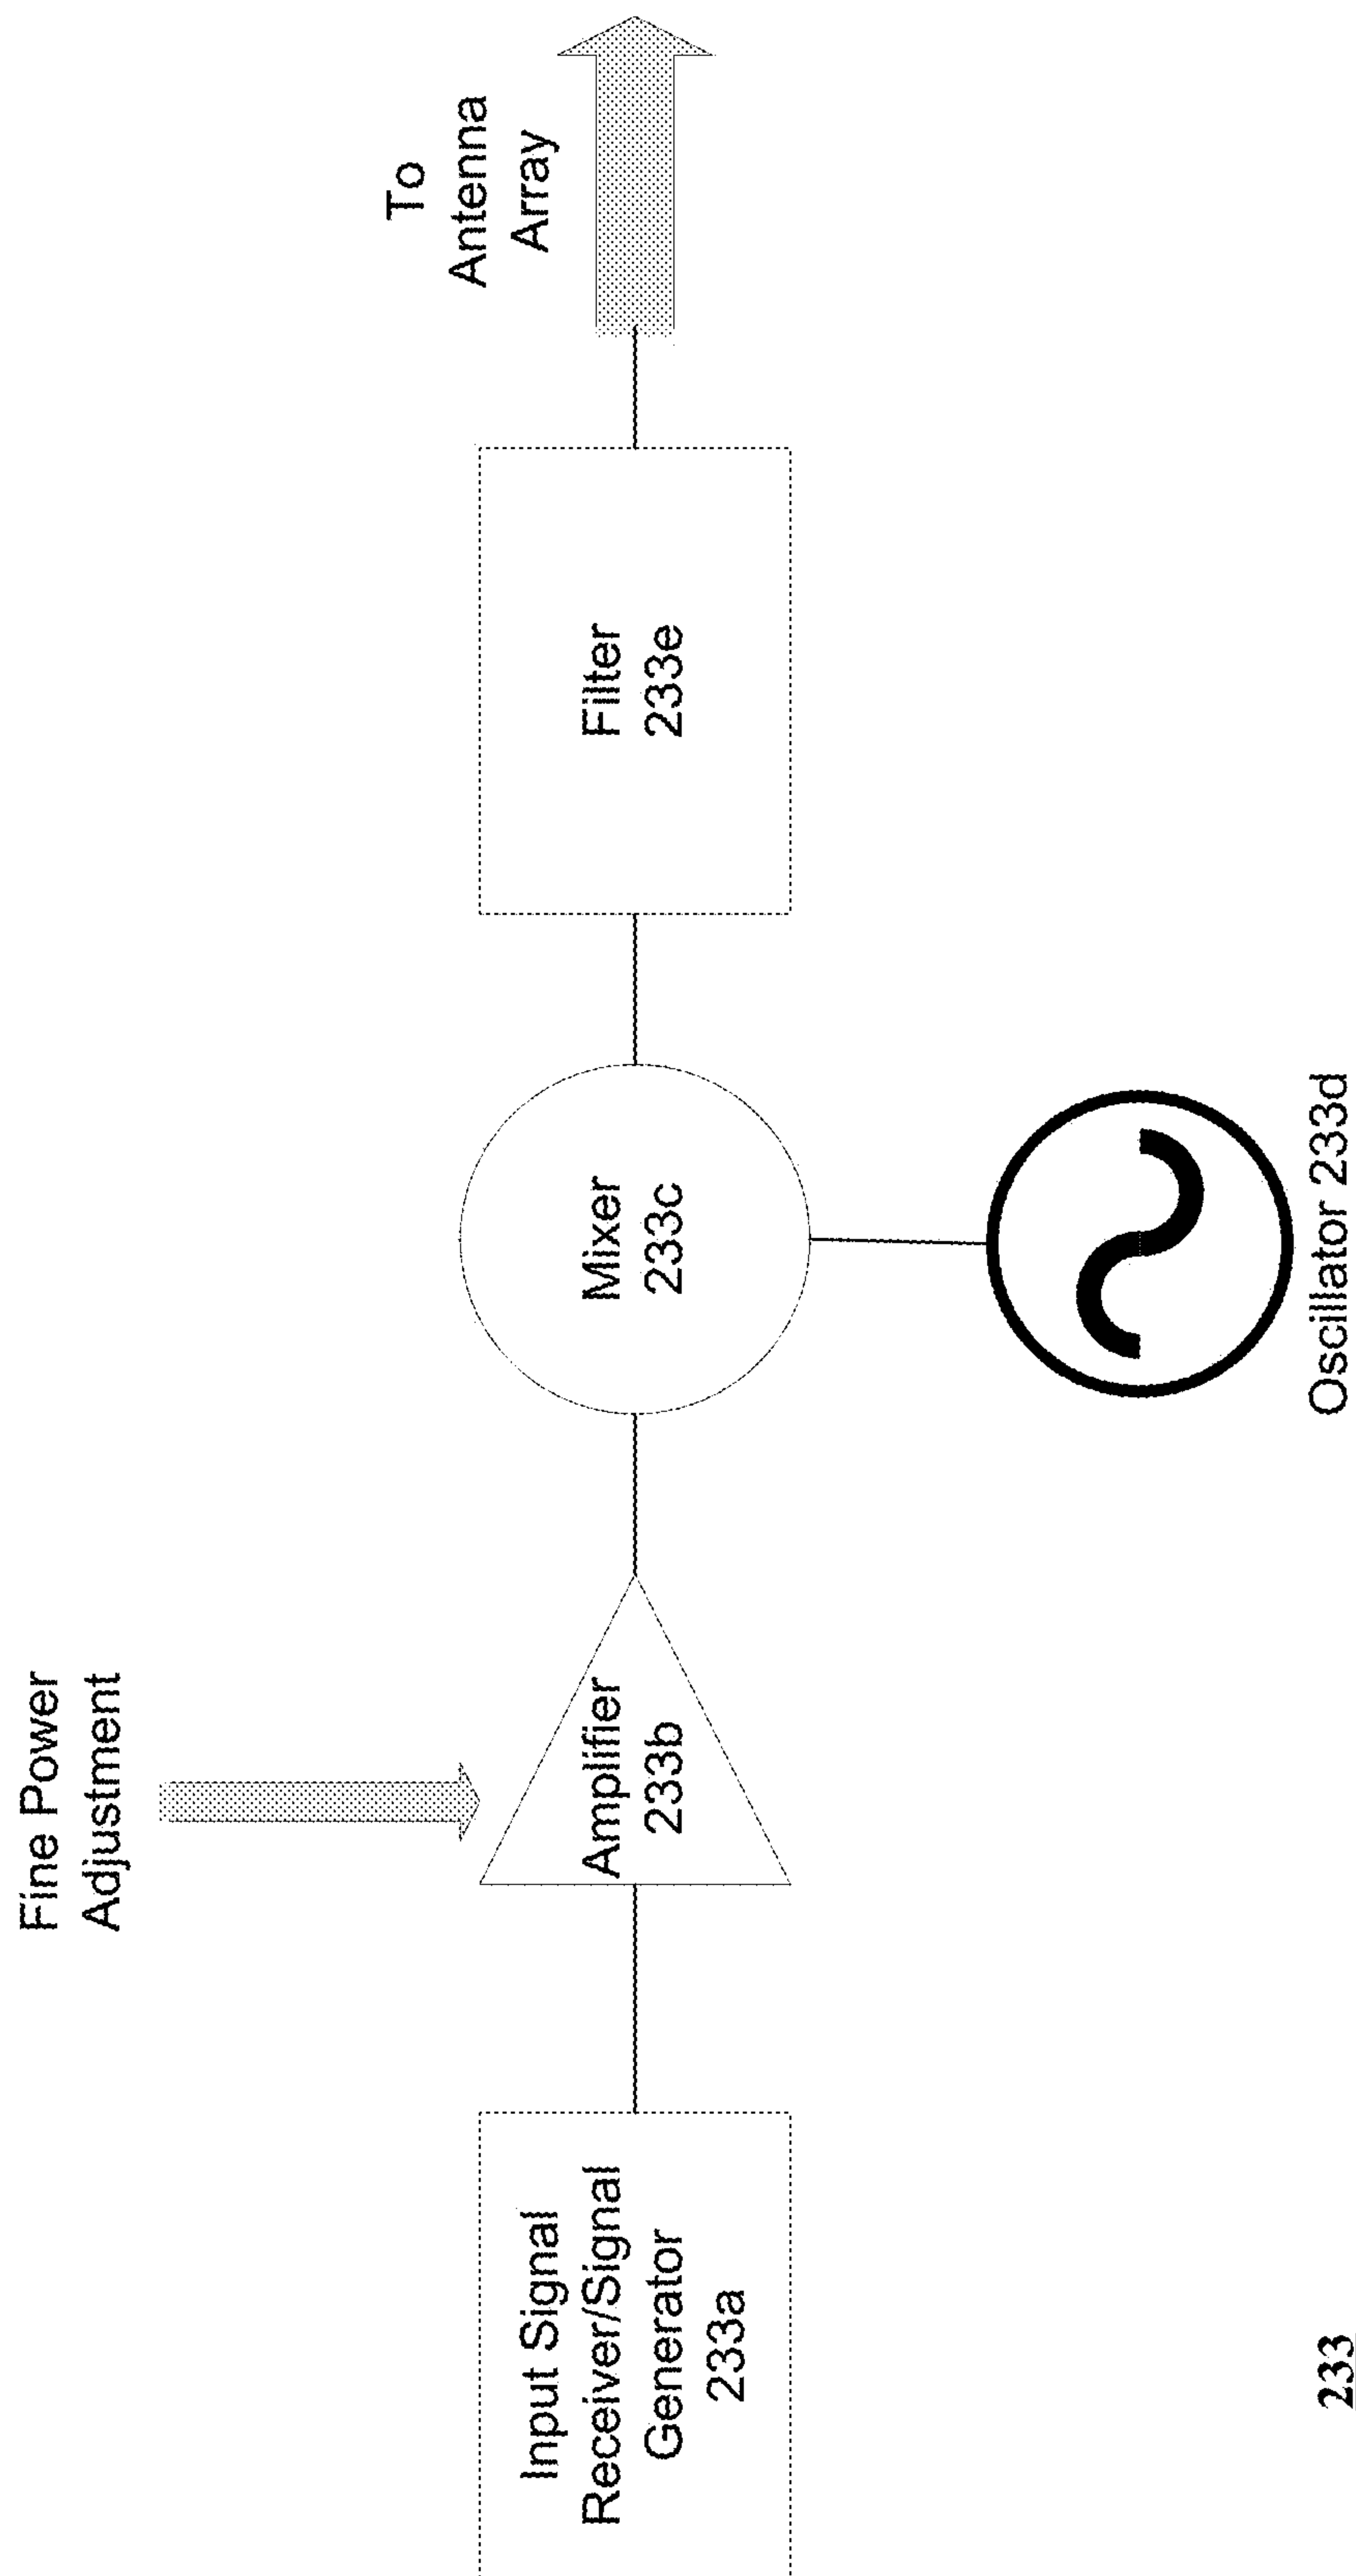 Fine Power
Adjustment
To
Antenna
Array
Input Signal
Receiver/Signal
Generator
233a
Amplifier
233b
Mixer
233c
Filter
233e
Oscillator 233d
233